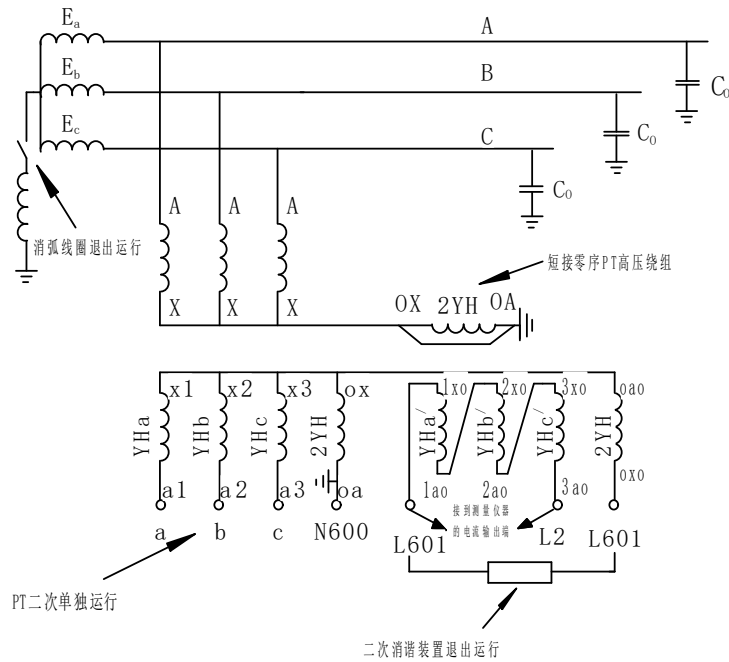 Ea
A
Eb
B
C0
Ec
C
C0
C0
A A A
消弧线圈退出运行
短接零序PT高压绕组
X X X
OX 2YH OA
x1 x2 x3 ox 1xo 2xo 3xo oao
YHa YHb YHc 2YH YHa′ YHb′ YHc′ 2YH
a1 a2 a3 oa 1ao 2ao 3ao oxo
接到测量仪器
的电流输出端
a b c N600 L601 L2 L601
PT二次单独运行
二次消谐装置退出运行